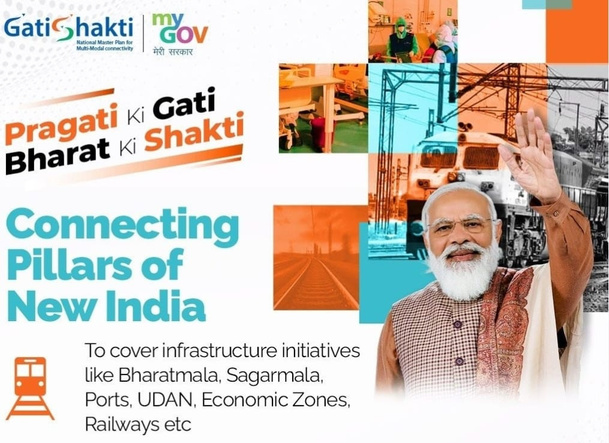 GatiShakti
National Master Plan for
Multi-Modal connectivity
my
GOV
मेरी सरकार
Pragati Ki Gati
Bharat Ki Shakti
Connecting
Pillars of
New India
To cover infrastructure initiatives
like Bharatmala, Sagarmala,
Ports, UDAN, Economic Zones,
Railways etc